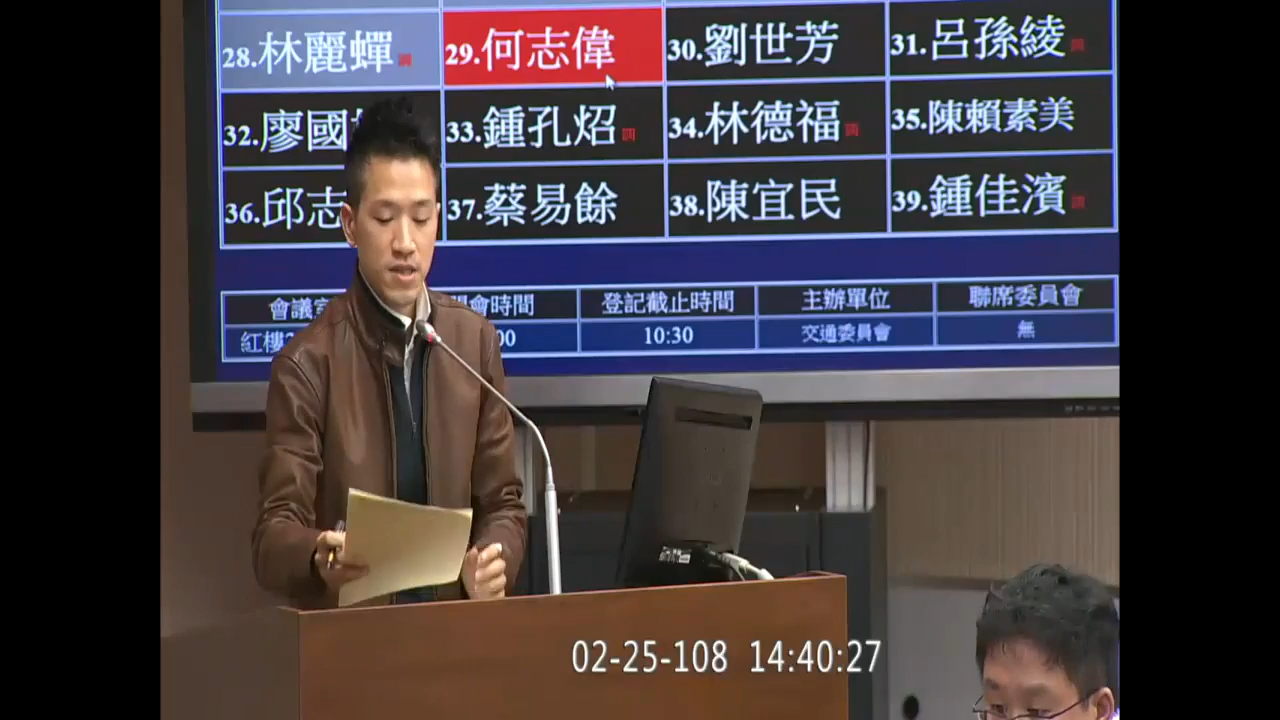 28.林麗蟬 29.何志偉 30.劉世芳 31.呂孫綾
32.廖國 33.鍾孔炤 34.林德福 35.陳賴素美
36.邱志 37.蔡易餘 38.陳宜民 39.鍾佳濱
會議室 開會時間 登記截止時間 主辦單位 聯席委員會
紅樓 00 10:30 交通委員會 無
02-25-108 14:40:27